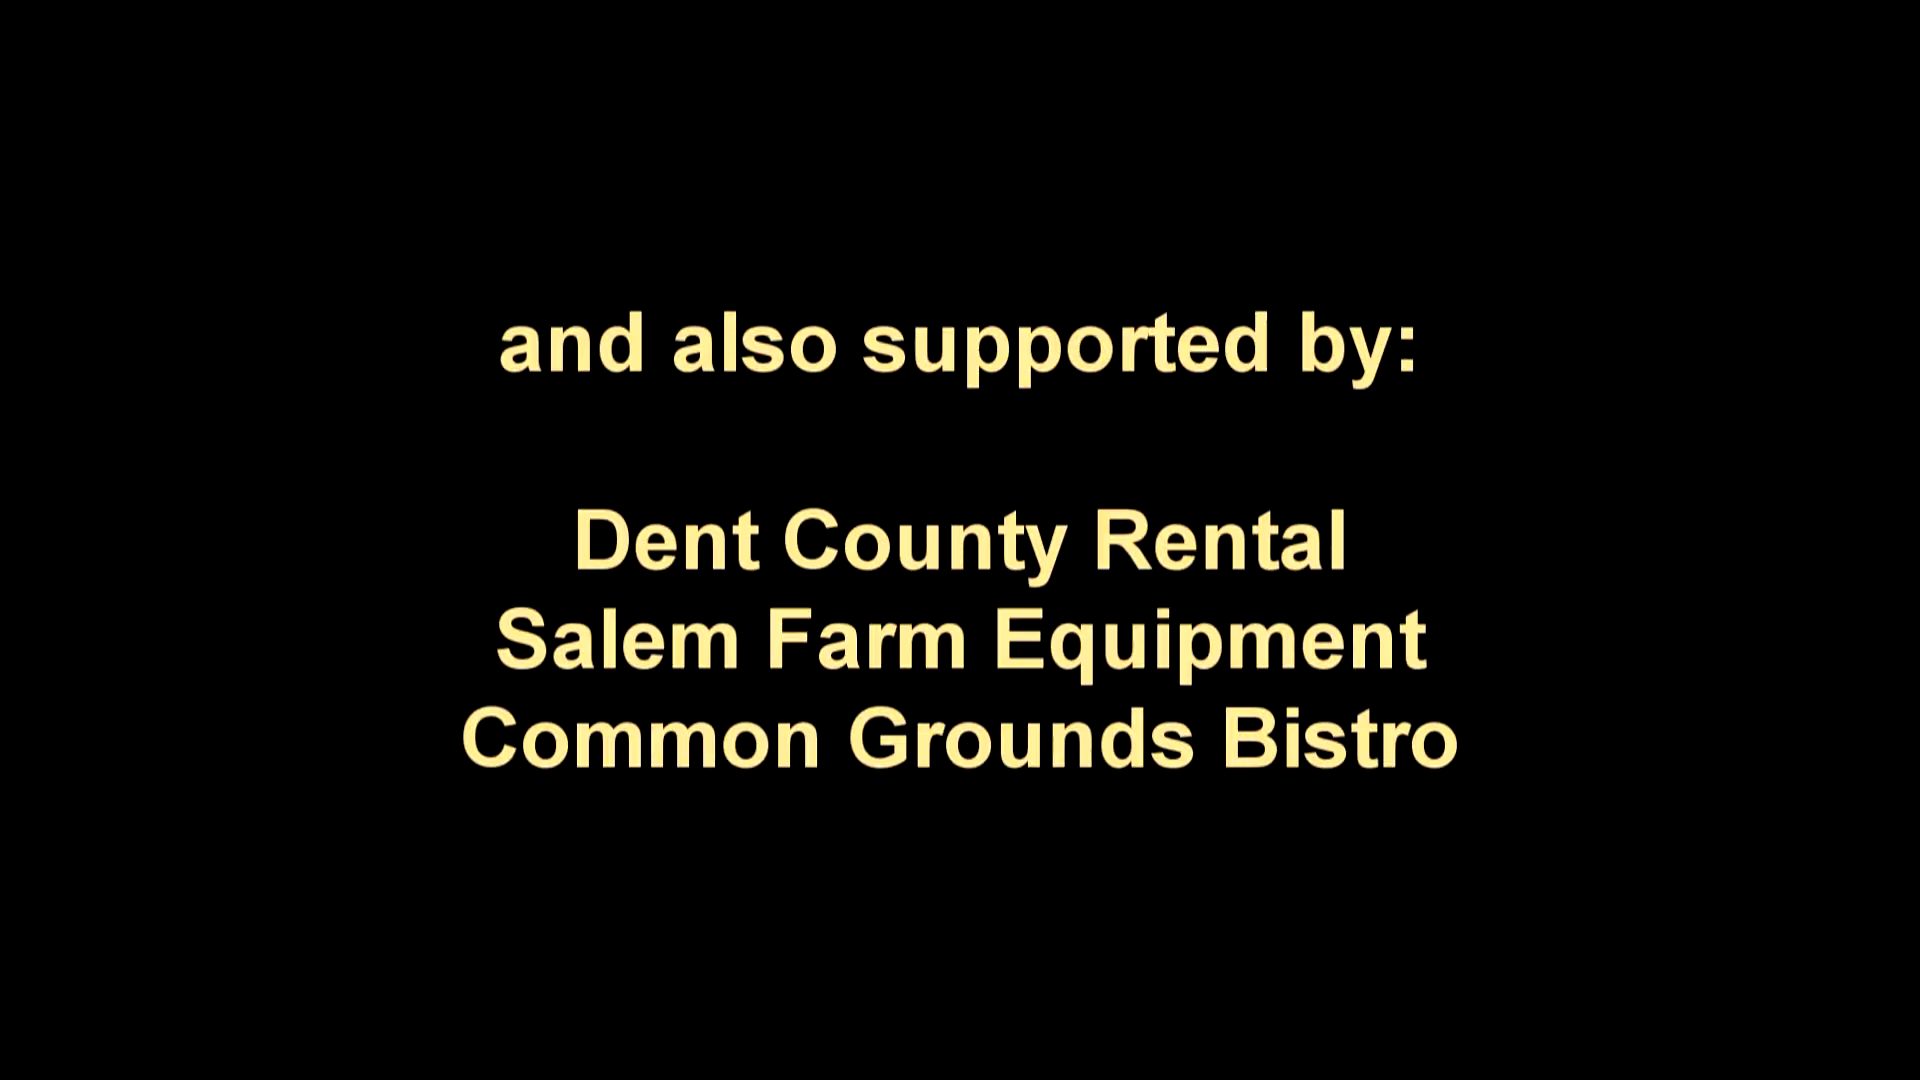 and also supported by:
Dent County Rental
Salem Farm Equipment
Common Grounds Bistro